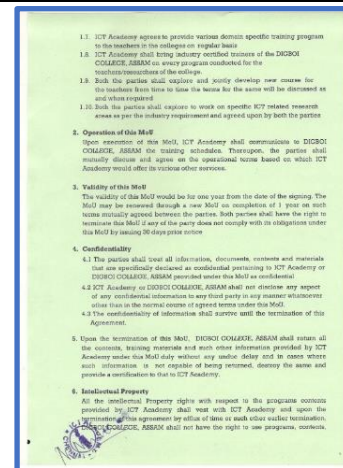 1.7. ICT Academy agrees to provide various domain specific training program
to the teachers in the colleges on regular basis
1.8. ICT Academy shall bring industry certified trainers of the DIGBOI
COLLEGE, ASSAM on every program conducted for the
teachers/researchers of the college.
1.9. Both the parties shall explore and jointly develop new course for
the teachers from time to time the terms for the same will be discussed as
and when required
1.10. Both the parties shall explore to work on specific ICT related research
areas as per the industry requirement and agreed upon by both the parties
2. Operation of this MoU
Upon execution of this MoU, ICT Academy shall communicate to DIGBOI
COLLEGE, ASSAM the training schedules. Thereupon, the parties shall
mutually discuss and agree on the operational terms based on which ICT
Academy would offer its various other services.
3. Validity of this MoU
The validity of this MoU would be for one year from the date of the signing. The
MoU may be renewed through a new MoU on completion of 1 year on such
terms mutually agreed between the parties. Both parties shall have the right to
terminate this MoU if any of the party does not comply with its obligations under
this MoU by issuing 30 days prior notice
4. Confidentiality
4.1 The parties shall treat all information, documents, contents and materials
that are specifically declared as confidential pertaining to ICT Academy or
DIGBOI COLLEGE, ASSAM provided under this MoU as confidential
4.2 ICT Academy or DIGBOI COLLEGE, ASSAM shall not disclose any aspect
of any confidential information to any third party in any manner whatsoever
other than in the normal course of agreed terms under this MoU.
4.3 The confidentiality of information shall survive until the termination of this
Agreement.
5. Upon the termination of this MoU, DIGBOI COLLEGE, ASSAM shall return all
the contents, training materials and such other information provided by ICT
Academy under this MoU duly without any undue delay and in cases where
such information is not capable of being returned, destroy the same and
provide a certification to that to ICT Academy.
6. Intellectual Property
All the intellectual Property rights with respect to the programs contents
provided by ICT Academy shall vest with ICT Academy and upon the
termination of this agreement by efflux of time or such other earlier termination,
DIGBOI COLLEGE, ASSAM shall not have the right to use programs, contents,